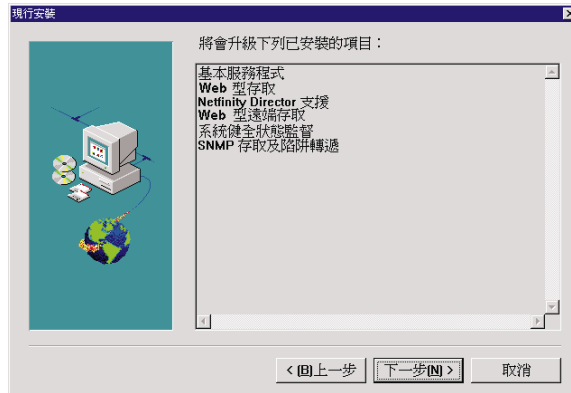 現行安裝
將會升級下列已安裝的項目：
基本服務程式
Web 型存取
Netfinity Director 支援
Web 型遠端存取
系統健全狀態監督
SNMP 存取及陷阱轉遞
< (B)上一步
下一步(N) >
取消